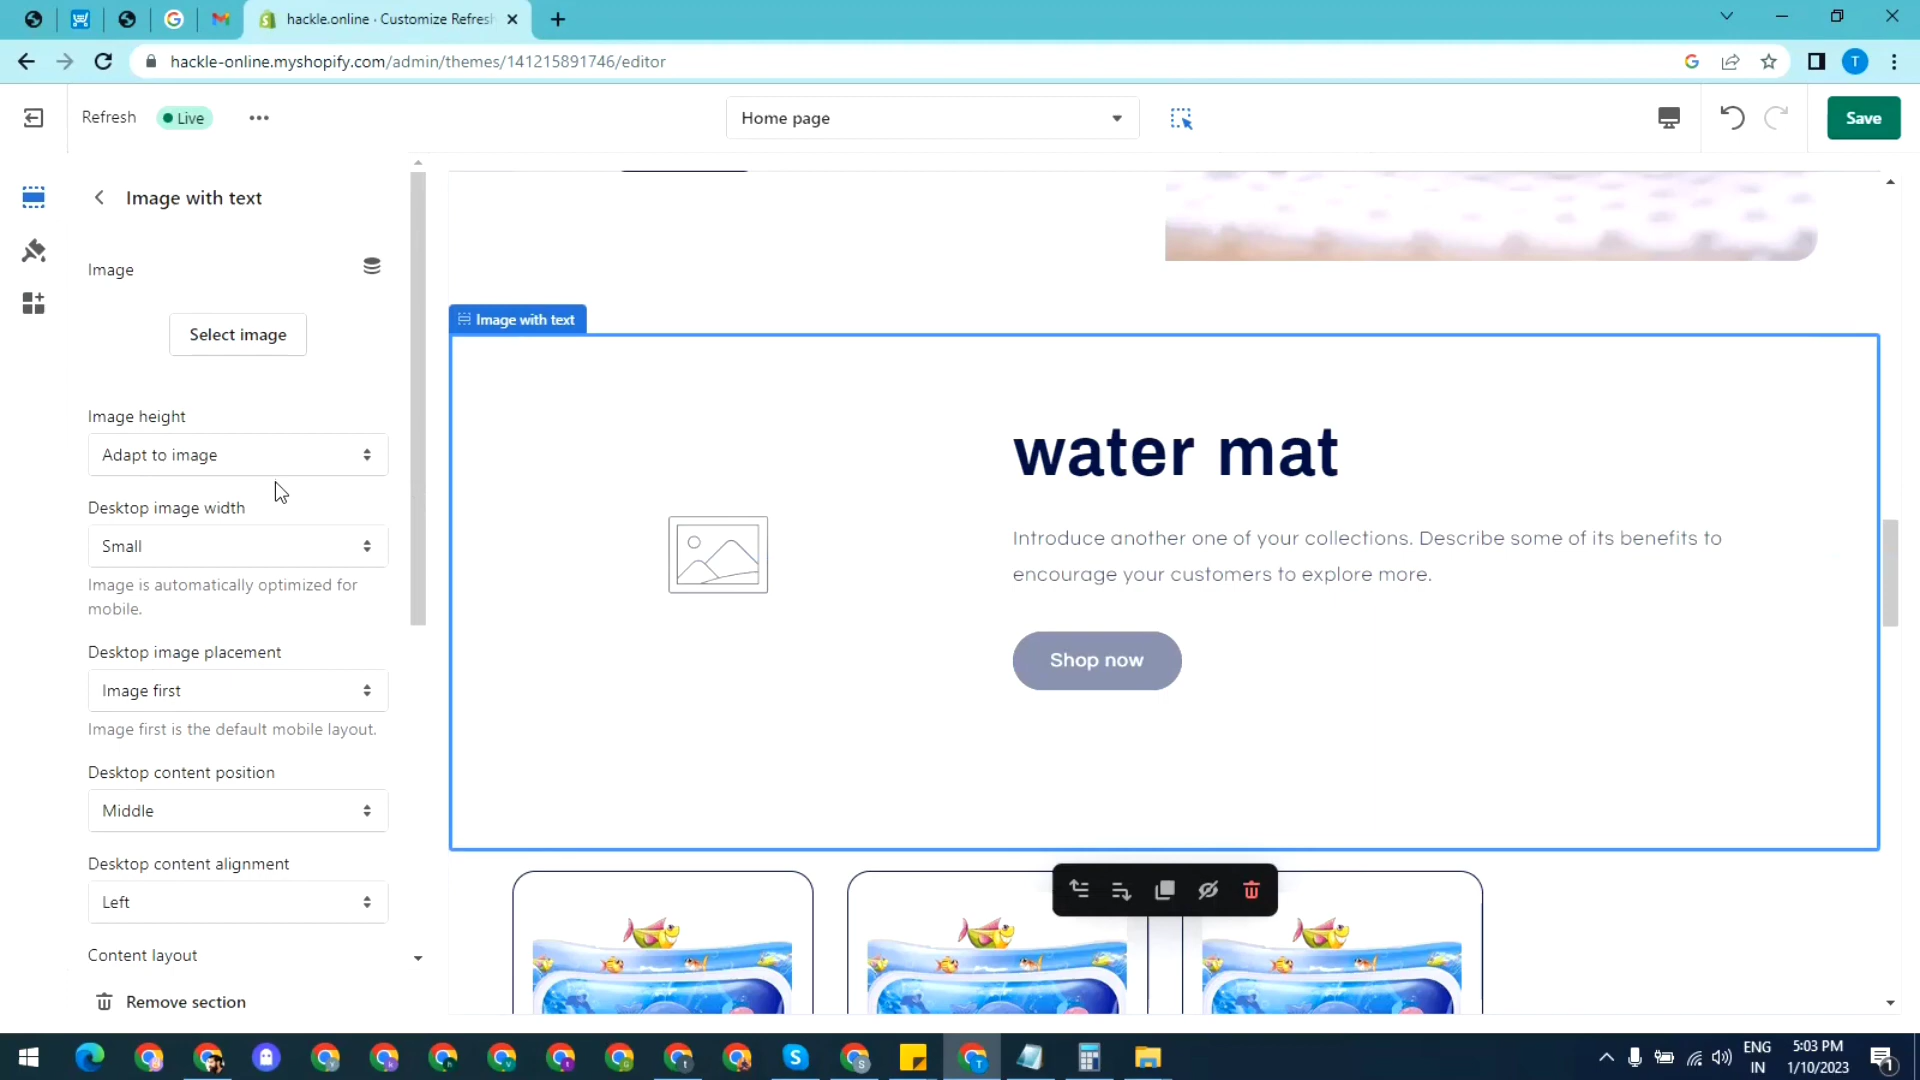 hackle.online · Customize Refresh
hackle-online.myshopify.com/admin/themes/141215891746/editor
T
Refresh
Live
Home page
Save
Image with text
Image
Select image
Image height
Adapt to image
Desktop image width
Small
Image is automatically optimized for
mobile.
Desktop image placement
Image first
Image first is the default mobile layout.
Desktop content position
Middle
Desktop content alignment
Left
Content layout
Remove section
Image with text
water mat
Introduce another one of your collections. Describe some of its benefits to
encourage your customers to explore more.
Shop now
ENG
IN
5:03 PM
1/10/2023
1